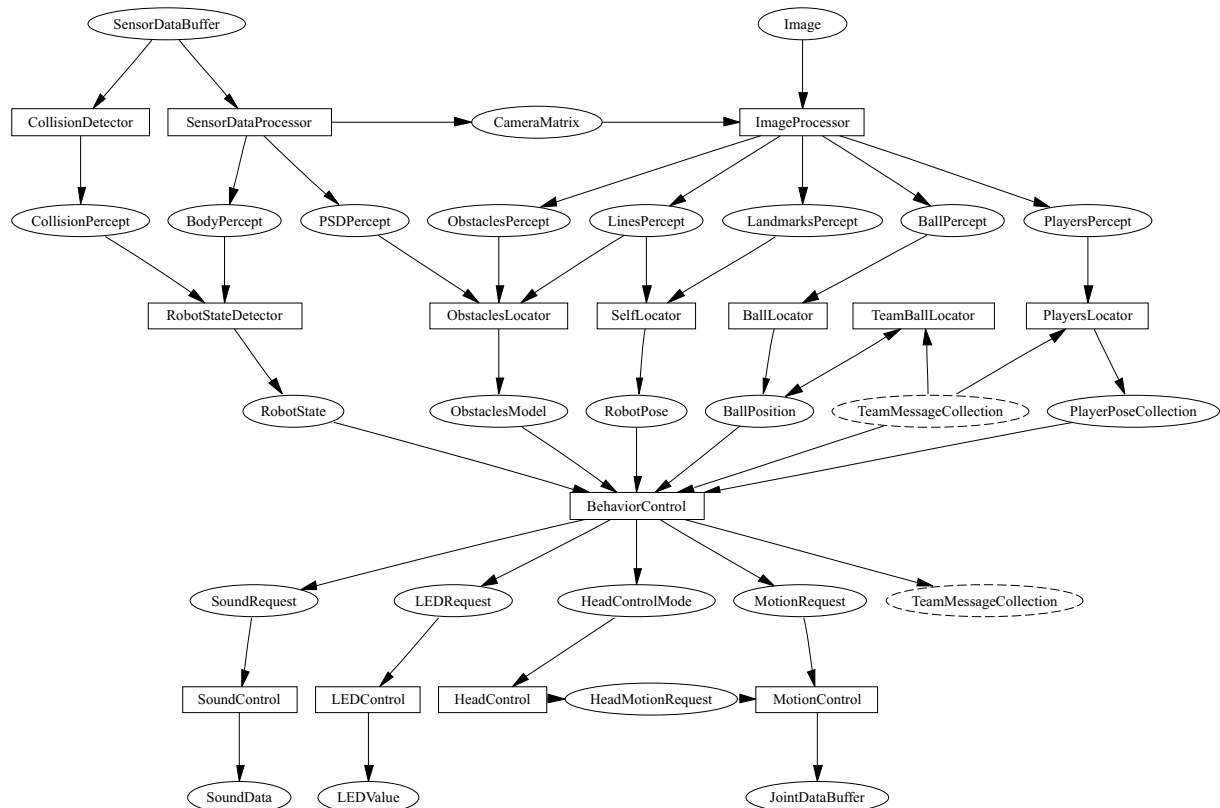 SensorDataBuffer
Image
CollisionDetector
SensorDataProcessor
CameraMatrix
ImageProcessor
CollisionPercept
BodyPercept
PSDPercept
ObstaclesPercept
LinesPercept
LandmarksPercept
BallPercept
PlayersPercept
RobotStateDetector
ObstaclesLocator
SelfLocator
BallLocator
TeamBallLocator
PlayersLocator
RobotState
ObstaclesModel
RobotPose
BallPosition
TeamMessageCollection
PlayerPoseCollection
BehaviorControl
SoundRequest
LEDRequest
HeadControlMode
MotionRequest
TeamMessageCollection
SoundControl
LEDControl
HeadControl
HeadMotionRequest
MotionControl
SoundData
LEDValue
JointDataBuffer